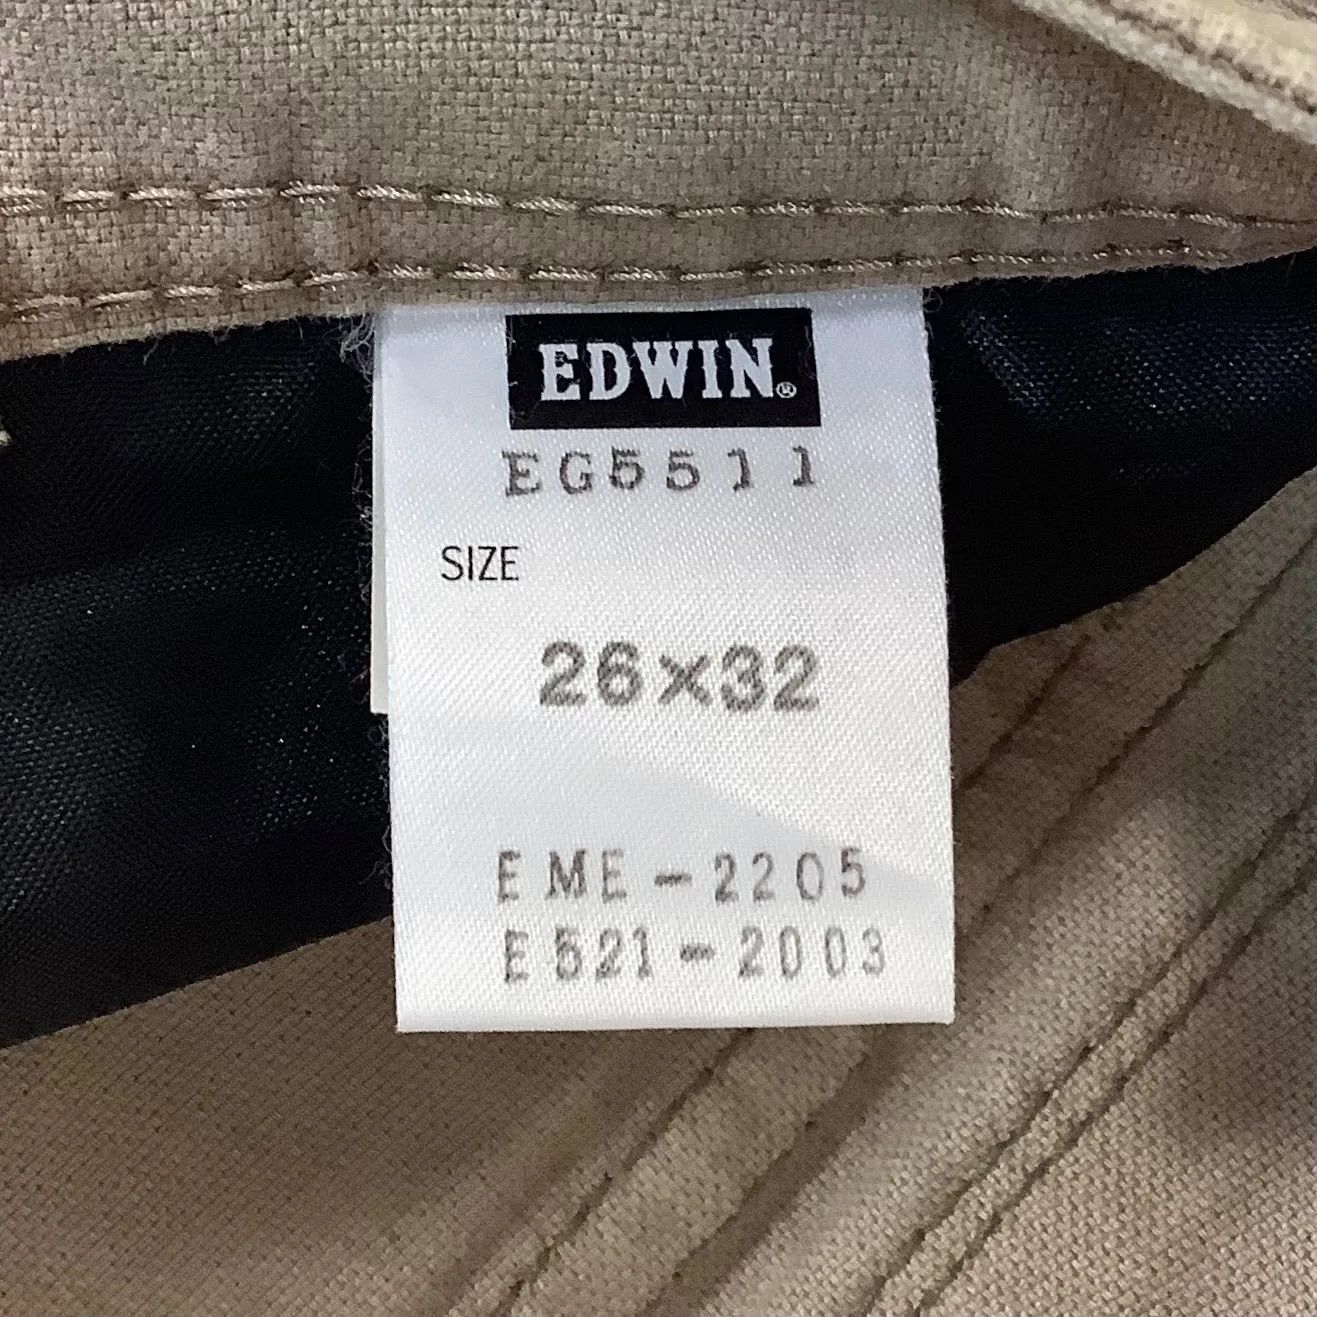 EDWIN®
EG5511
SIZE
26×32
EME-2205
E521-2003